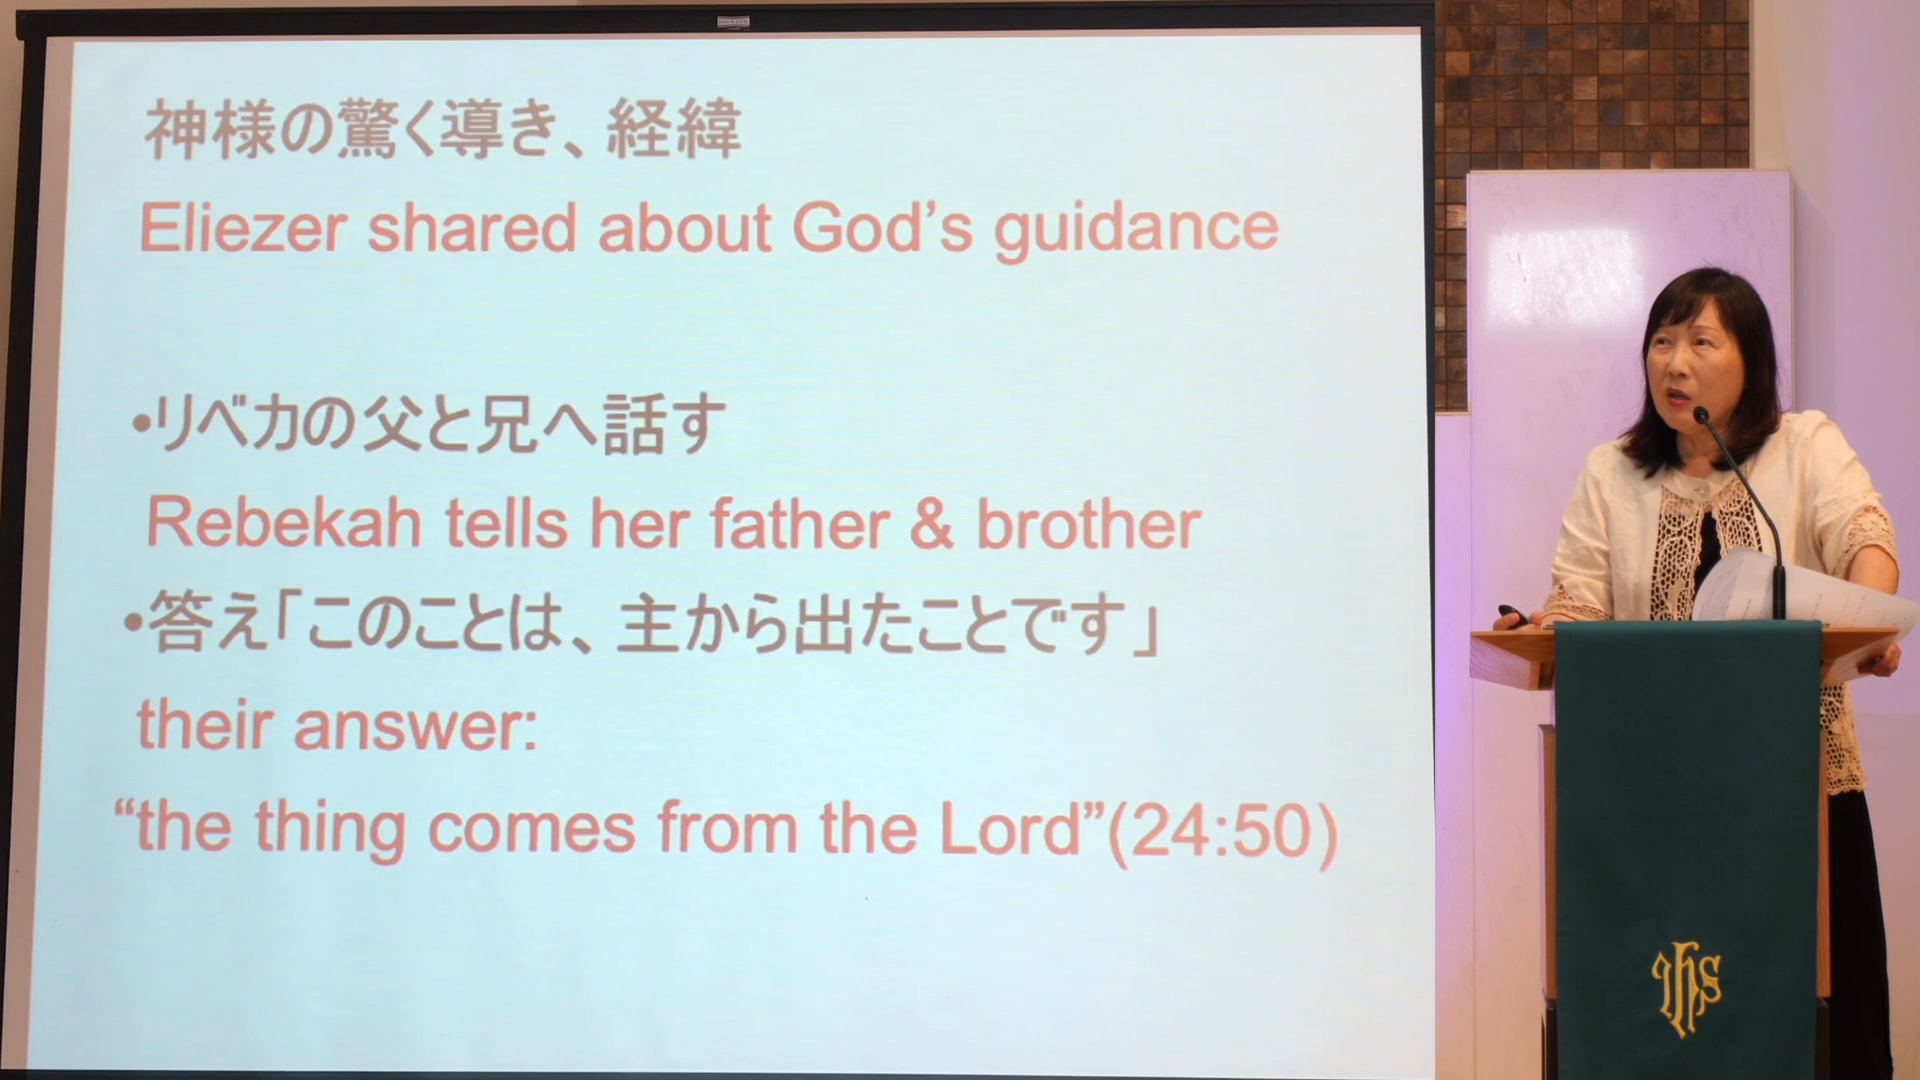 神様の驚く導き、経緯
Eliezer shared about God’s guidance
•リベカの父と兄へ話す
Rebekah tells her father & brother
•答え「このことは、主から出たことです」
their answer:
“the thing comes from the Lord”(24:50)
IHS